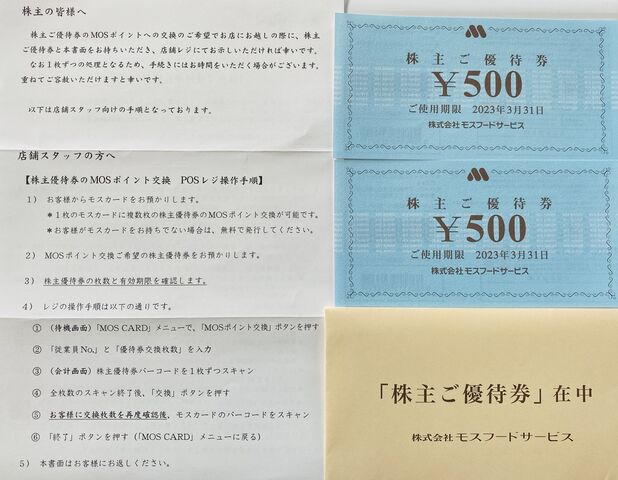 株主の皆様へ
株主ご優待券のMOSポイントへの交換のご希望でお店にお越しの際に、株主
ご優待券と本書面をお持ちいただき、店舗レジにてお示しいただければ幸いです。
なお1枚ずつの処理となるため、手続きにはお時間をいただく場合がございます。
重ねてご容赦いただけますと幸いです。
以下は店舗スタッフ向けの手順となっております。
店舗スタッフの方へ
【株主優待券のMOSポイント交換 POSレジ操作手順】
1) お客様からモスカードをお預かりします。
＊1枚のモスカードに複数枚の株主優待券のMOSポイント交換が可能です。
＊お客様がモスカードをお持ちでない場合は、無料で発行してください。
2) MOSポイント交換ご希望の株主優待券をお預かりします。
3) 株主優待券の枚数と有効期限を確認します。
4) レジの操作手順は以下の通りです。
① (待機画面)「MOS CARD」メニューで、「MOSポイント交換」ボタンを押す
② 「従業員No.」と「優待券交換枚数」を入力
③ (会計画面) 株主優待券バーコードを1枚ずつスキャン
④ 全枚数のスキャン終了後、「交換」ボタンを押す
⑤ お客様に交換枚数を再度確認後、モスカードのバーコードをスキャン
⑥ 「終了」ボタンを押す(「MOS CARD」メニューに戻る)
5) 本書面はお客様にお返しください。
株主ご優待券
￥500
ご使用期限 2023年3月31日
株式会社 モスフードサービス
株主ご優待券
￥500
ご使用期限 2023年3月31日
株式会社 モスフードサービス
「株主ご優待券」在中
株式会社 モスフードサービス